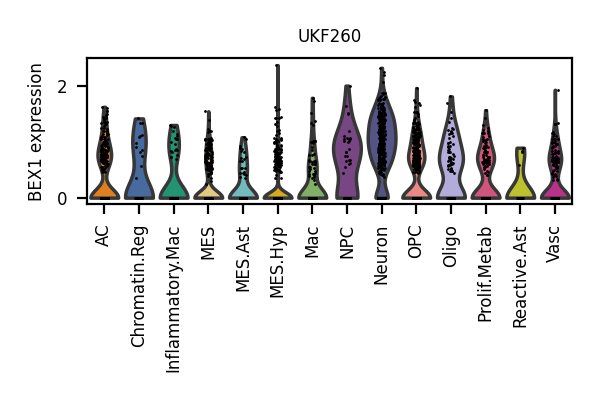 UKF260
BEX1 expression
2
0
AC
Chromatin.Reg
Inflammatory.Mac
MES
MES.Ast
MES.Hyp
Mac
NPC
Neuron
OPC
Oligo
Prolif.Metab
Reactive.Ast
Vasc